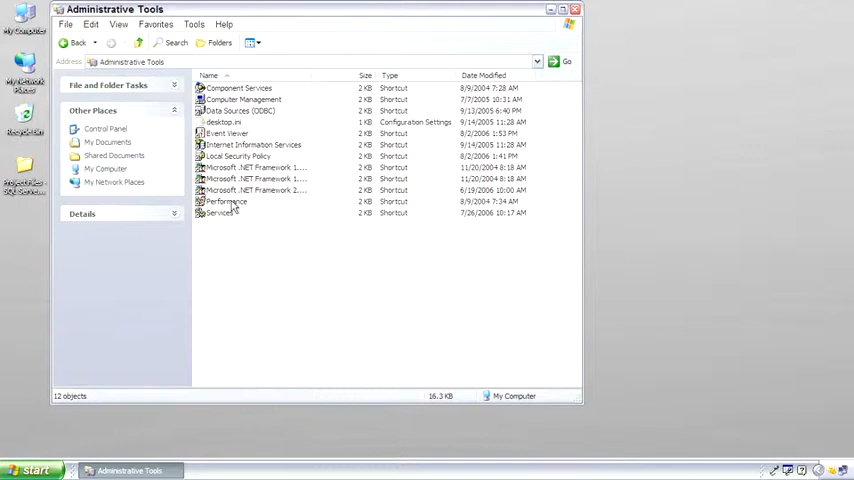 My Computer
My Network
Places
Recycle Bin
Project Files -
SQL Serve...
Administrative Tools
File Edit View Favorites Tools Help
Back Search Folders
Address Administrative Tools Go
File and Folder Tasks
Other Places
Control Panel
My Documents
Shared Documents
My Computer
My Network Places
Details
Name Size Type Date Modified
Component Services 2 KB Shortcut 8/9/2004 7:28 AM
Computer Management 2 KB Shortcut 7/7/2005 10:31 AM
Data Sources (ODBC) 2 KB Shortcut 9/13/2005 6:40 PM
desktop.ini 1 KB Configuration Settings 9/14/2005 11:28 AM
Event Viewer 2 KB Shortcut 8/2/2006 1:53 PM
Internet Information Services 2 KB Shortcut 9/14/2005 11:28 AM
Local Security Policy 2 KB Shortcut 8/2/2006 1:41 PM
Microsoft .NET Framework 1.... 2 KB Shortcut 11/20/2004 8:18 AM
Microsoft .NET Framework 1.... 2 KB Shortcut 11/20/2004 8:18 AM
Microsoft .NET Framework 2.... 2 KB Shortcut 6/19/2006 10:00 AM
Performance 2 KB Shortcut 8/9/2004 7:34 AM
Services 2 KB Shortcut 7/26/2006 10:17 AM
12 objects 16.3 KB My Computer
start Administrative Tools